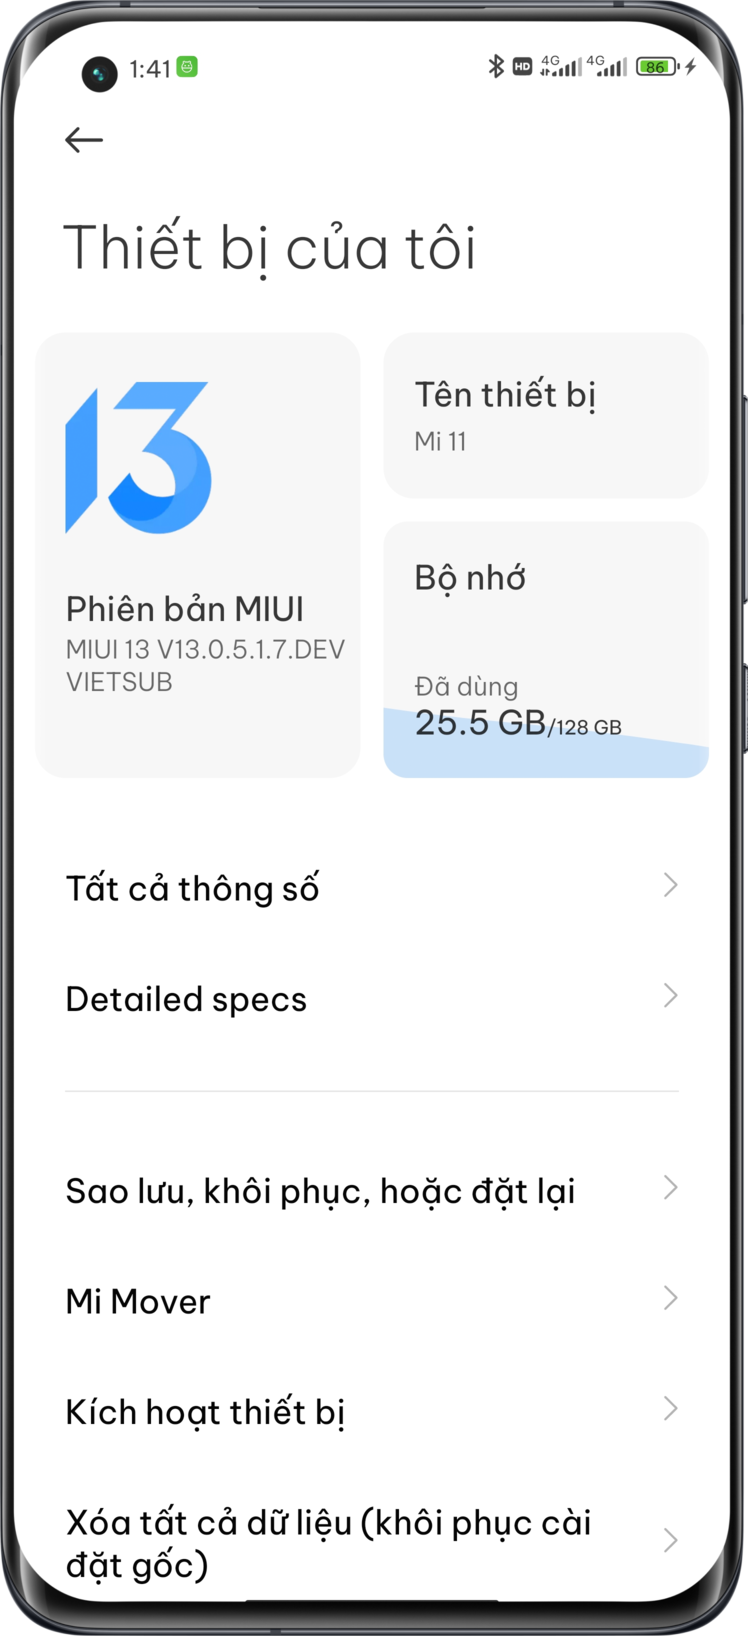 1:41 HD 4G 4G 86
Thiết bị của tôi
13
Phiên bản MIUI
MIUI 13 V13.0.5.1.7.DEV
VIETSUB
Tên thiết bị
Mi 11
Bộ nhớ
Đã dùng
25.5 GB/128 GB
Tất cả thông số
Detailed specs
Sao lưu, khôi phục, hoặc đặt lại
Mi Mover
Kích hoạt thiết bị
Xóa tất cả dữ liệu (khôi phục cài
đặt gốc)